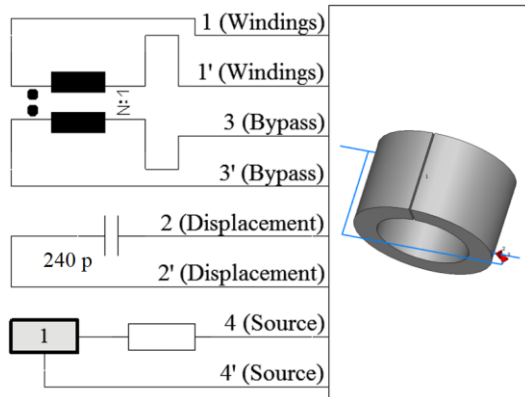 1 (Windings)
1' (Windings)
N:1
3 (Bypass)
3' (Bypass)
2 (Displacement)
240 p
2' (Displacement)
1
4 (Source)
4' (Source)